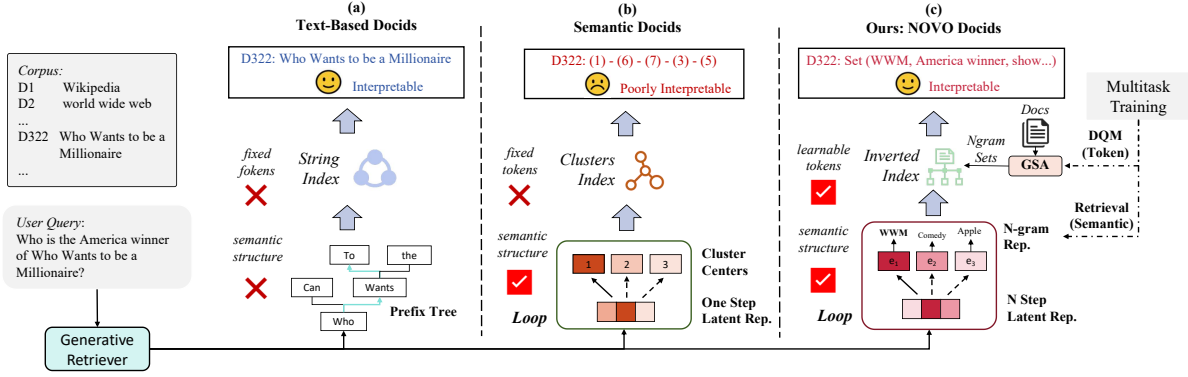 Corpus:
D1 Wikipedia
D2 world wide web
...
D322 Who Wants to be a
Millionaire
...
User Query:
Who is the America winner
of Who Wants to be a
Millionaire?
Generative
Retriever
(a)
Text-Based Docids
D322: Who Wants to be a Millionaire
Interpretable
fixed
fokens
String
Index
semantic
structure
To
the
Can
Wants
Who
Prefix Tree
(b)
Semantic Docids
D322: (1) - (6) - (7) - (3) - (5)
Poorly Interpretable
fixed
tokens
Clusters
Index
semantic
structure
Loop
1
2
3
Cluster
Centers
One Step
Latent Rep.
(c)
Ours: NOVO Docids
D322: Set (WWM, America winner, show...)
Interpretable
learnable
tokens
Inverted
Index
Ngram
Sets
Docs
GSA
semantic
structure
Loop
WWM
Comedy
Apple
e1
e2
e3
N-gram
Rep.
N Step
Latent Rep.
Multitask
Training
DQM
(Token)
Retrieval
(Semantic)